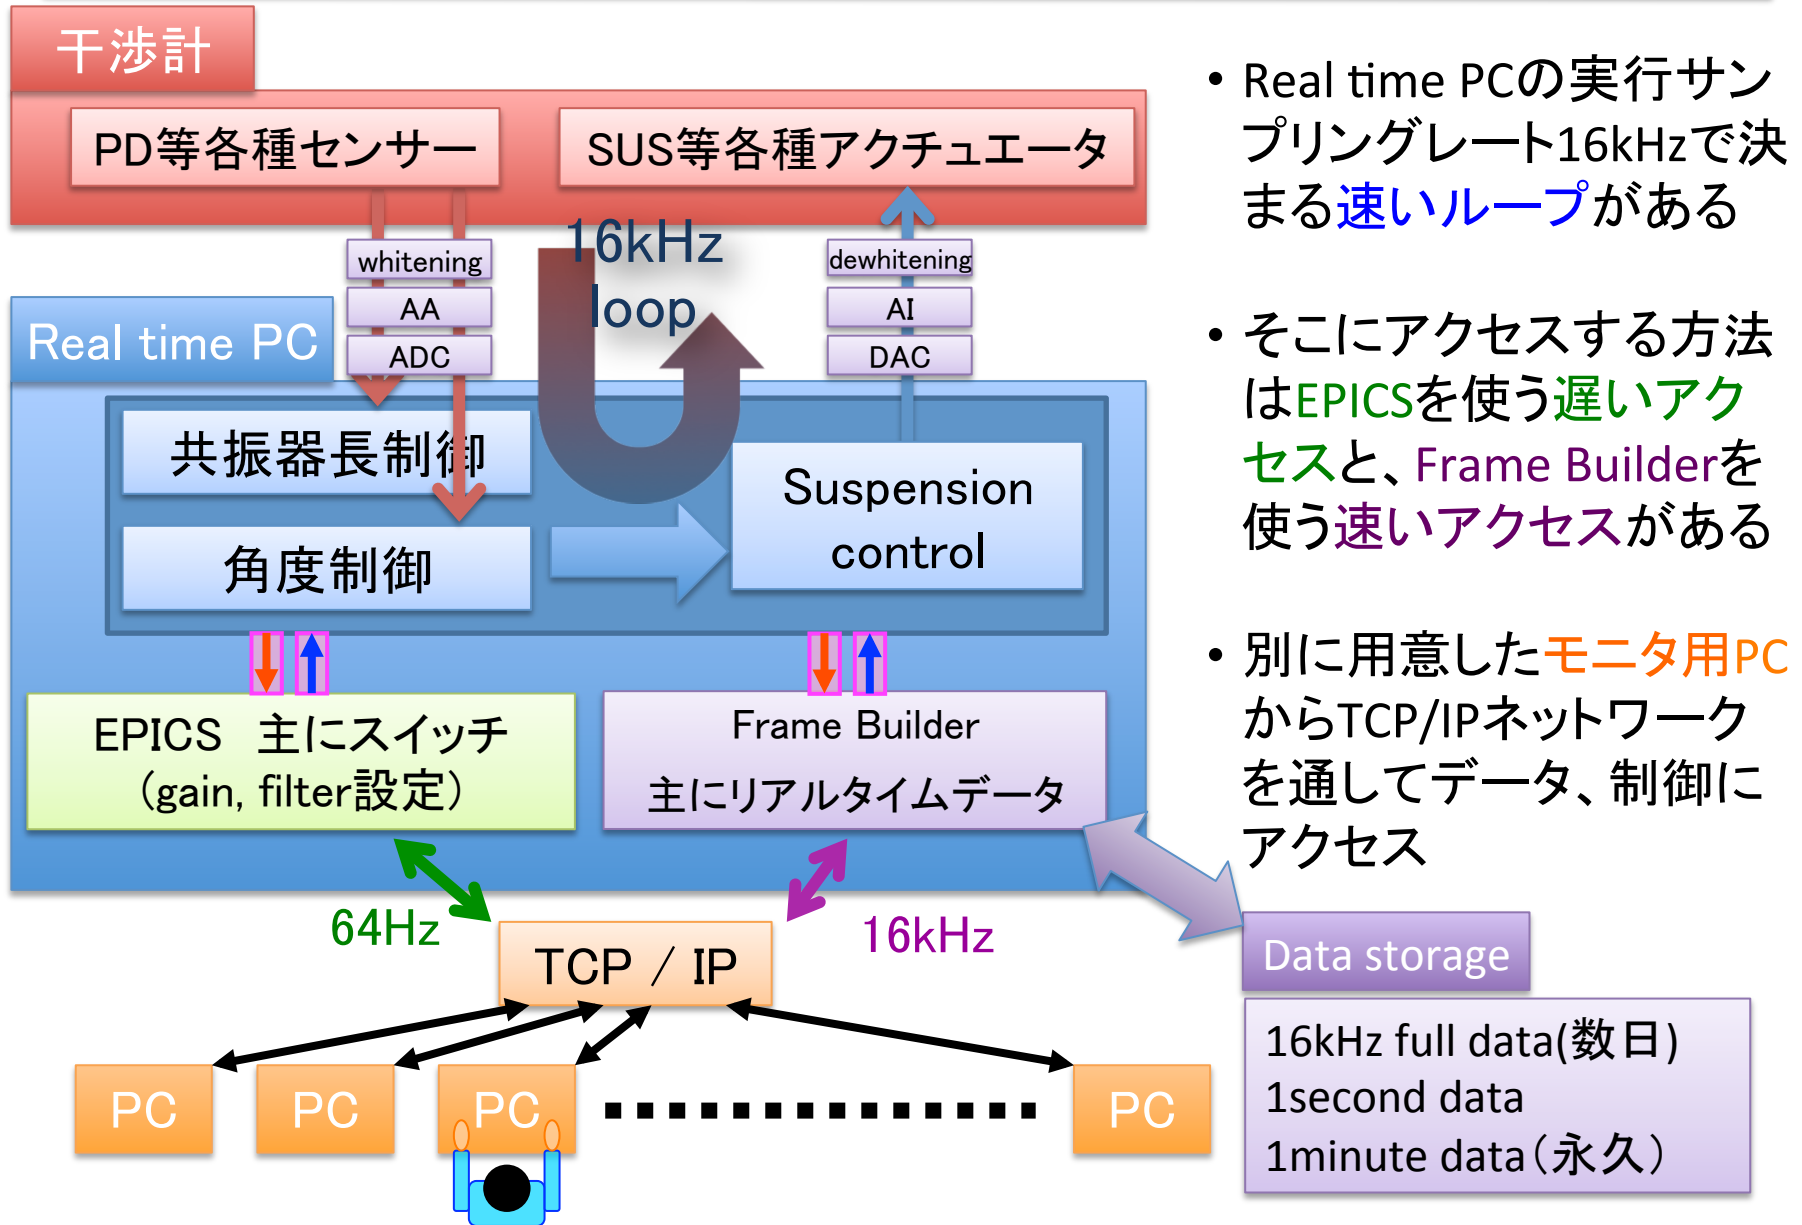 干渉計
PD等各種センサー
SUS等各種アクチュエータ
whitening
AA
ADC
16kHz
loop
dewhitening
AI
DAC
Real time PC
共振器長制御
角度制御
Suspension
control
EPICS　主にスイッチ
(gain, filter設定)
Frame Builder
主にリアルタイムデータ
64Hz
16kHz
TCP / IP
PC
PC
PC
PC
• Real time PCの実行サン
プリングレート16kHzで決
まる速いループがある
• そこにアクセスする方法
はEPICSを使う遅いアク
セスと、Frame Builderを
使う速いアクセスがある
• 別に用意したモニタ用PC
からTCP/IPネットワーク
を通してデータ、制御に
アクセス
Data storage
16kHz full data(数日)
1second data
1minute data（永久）